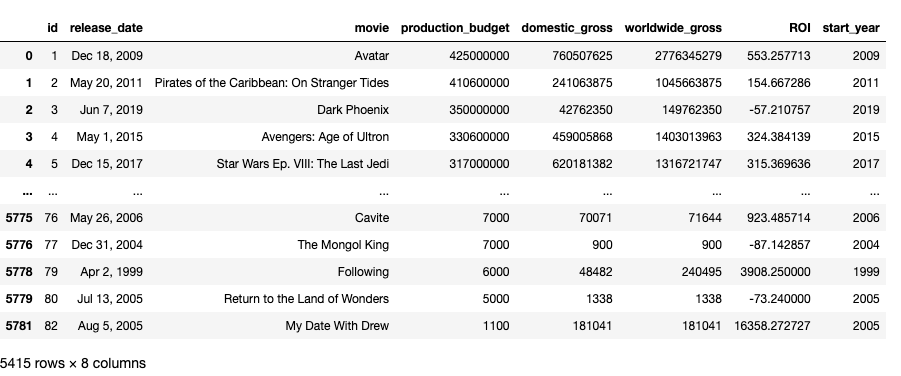 id release_date movie production_budget domestic_gross worldwide_gross ROI start_year
0 1 Dec 18, 2009 Avatar 425000000 760507625 2776345279 553.257713 2009
1 2 May 20, 2011 Pirates of the Caribbean: On Stranger Tides 410600000 241063875 1045663875 154.667286 2011
2 3 Jun 7, 2019 Dark Phoenix 350000000 42762350 149762350 -57.210757 2019
3 4 May 1, 2015 Avengers: Age of Ultron 330600000 459005868 1403013963 324.384139 2015
4 5 Dec 15, 2017 Star Wars Ep. VIII: The Last Jedi 317000000 620181382 1316721747 315.369636 2017
... ... ... ... ... ... ... ... ...
5775 76 May 26, 2006 Cavite 7000 70071 71644 923.485714 2006
5776 77 Dec 31, 2004 The Mongol King 7000 900 900 -87.142857 2004
5778 79 Apr 2, 1999 Following 6000 48482 240495 3908.250000 1999
5779 80 Jul 13, 2005 Return to the Land of Wonders 5000 1338 1338 -73.240000 2005
5781 82 Aug 5, 2005 My Date With Drew 1100 181041 181041 16358.272727 2005
5415 rows × 8 columns